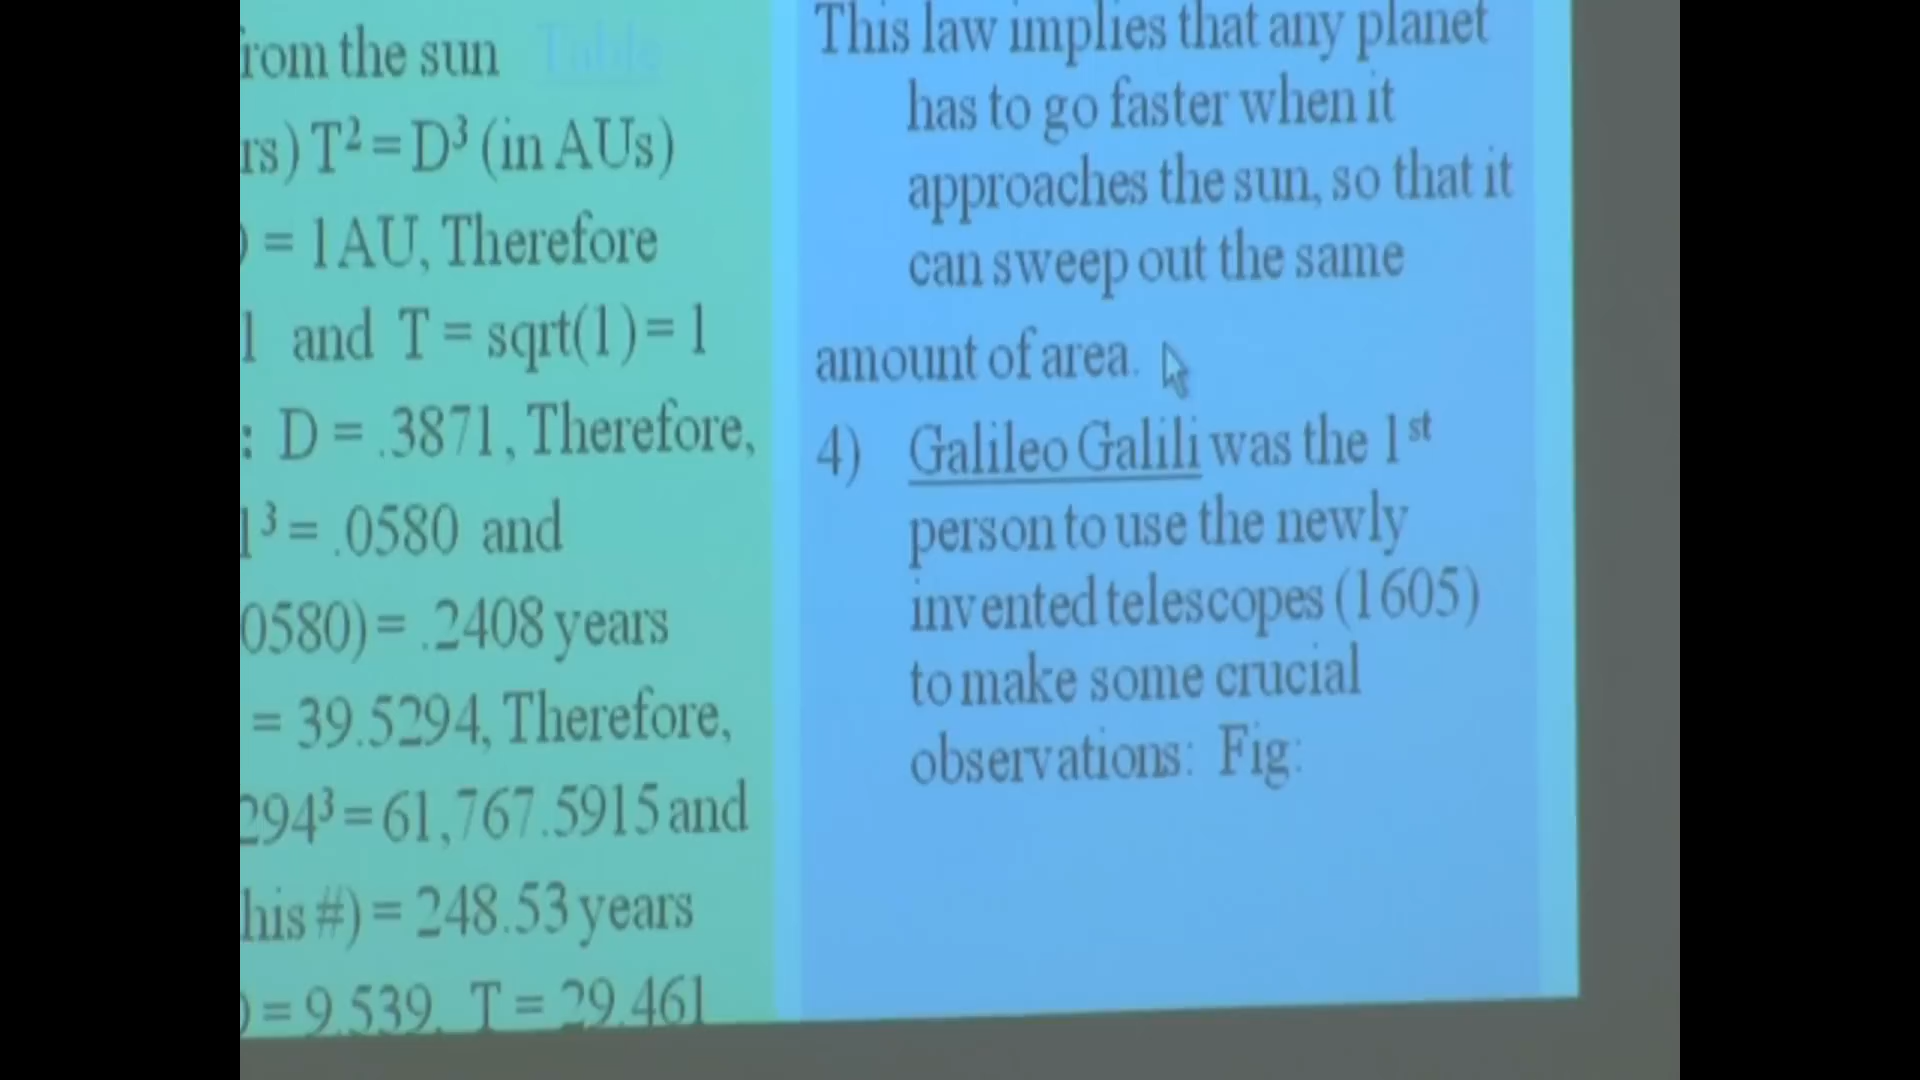 rom the sun Table
rs) T² = D³ (in AUs)
) = 1AU, Therefore
1 and T = sqrt(1) = 1
: D = .3871, Therefore,
1³ = .0580 and
0580) = .2408 years
= 39.5294, Therefore,
294³ = 61,767.5915 and
his #) = 248.53 years
) = 9.539, T = 29.461
This law implies that any planet
has to go faster when it
approaches the sun, so that it
can sweep out the same
amount of area.
4) Galileo Galili was the 1st
person to use the newly
invented telescopes (1605)
to make some crucial
observations: Fig: